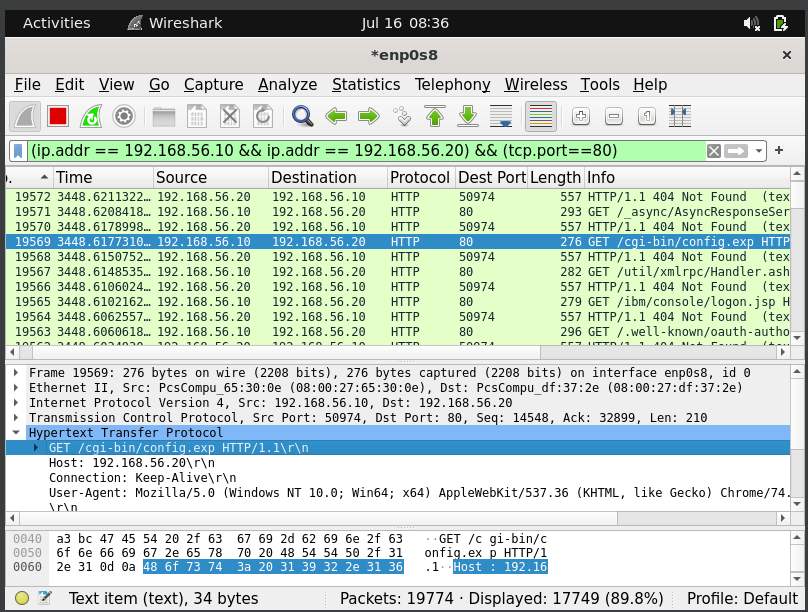 Activities Wireshark Jul 16 08:36
*enp0s8 ×
File Edit View Go Capture Analyze Statistics Telephony Wireless Tools Help
(ip.addr == 192.168.56.10 && ip.addr == 192.168.56.20) && (tcp.port==80) +
. Time Source Destination Protocol Dest Port Length Info
19572 3448.6211322… 192.168.56.20 192.168.56.10 HTTP 50974 557 HTTP/1.1 404 Not Found (tex
19571 3448.6208418… 192.168.56.10 192.168.56.20 HTTP 80 293 GET /_async/AsyncResponseSer
19570 3448.6178998… 192.168.56.20 192.168.56.10 HTTP 50974 557 HTTP/1.1 404 Not Found (tex
19569 3448.6177310… 192.168.56.10 192.168.56.20 HTTP 80 276 GET /cgi-bin/config.exp HTTP
19568 3448.6150752… 192.168.56.20 192.168.56.10 HTTP 50974 557 HTTP/1.1 404 Not Found (tex
19567 3448.6148535… 192.168.56.10 192.168.56.20 HTTP 80 282 GET /util/xmlrpc/Handler.ash
19566 3448.6106024… 192.168.56.20 192.168.56.10 HTTP 50974 557 HTTP/1.1 404 Not Found (tex
19565 3448.6102162… 192.168.56.10 192.168.56.20 HTTP 80 279 GET /ibm/console/logon.jsp H
19564 3448.6062557… 192.168.56.20 192.168.56.10 HTTP 50974 557 HTTP/1.1 404 Not Found (tex
19563 3448.6060618… 192.168.56.10 192.168.56.20 HTTP 80 296 GET /.well-known/oauth-autho
Frame 19569: 276 bytes on wire (2208 bits), 276 bytes captured (2208 bits) on interface enp0s8, id 0
Ethernet II, Src: PcsCompu_65:30:0e (08:00:27:65:30:0e), Dst: PcsCompu_df:37:2e (08:00:27:df:37:2e)
Internet Protocol Version 4, Src: 192.168.56.10, Dst: 192.168.56.20
Transmission Control Protocol, Src Port: 50974, Dst Port: 80, Seq: 14548, Ack: 32899, Len: 210
Hypertext Transfer Protocol
GET /cgi-bin/config.exp HTTP/1.1\r\n
Host: 192.168.56.20\r\n
Connection: Keep-Alive\r\n
User-Agent: Mozilla/5.0 (Windows NT 10.0; Win64; x64) AppleWebKit/537.36 (KHTML, like Gecko) Chrome/74.
\r\n
0040 a3 bc 47 45 54 20 2f 63 67 69 2d 62 69 6e 2f 63 ··GET /c gi-bin/c
0050 6f 6e 66 69 67 2e 65 78 70 20 48 54 54 50 2f 31 onfig.ex p HTTP/1
0060 2e 31 0d 0a 48 6f 73 74 3a 20 31 39 32 2e 31 36 .1··Host : 192.16
Text item (text), 34 bytes Packets: 19774 · Displayed: 17749 (89.8%) Profile: Default